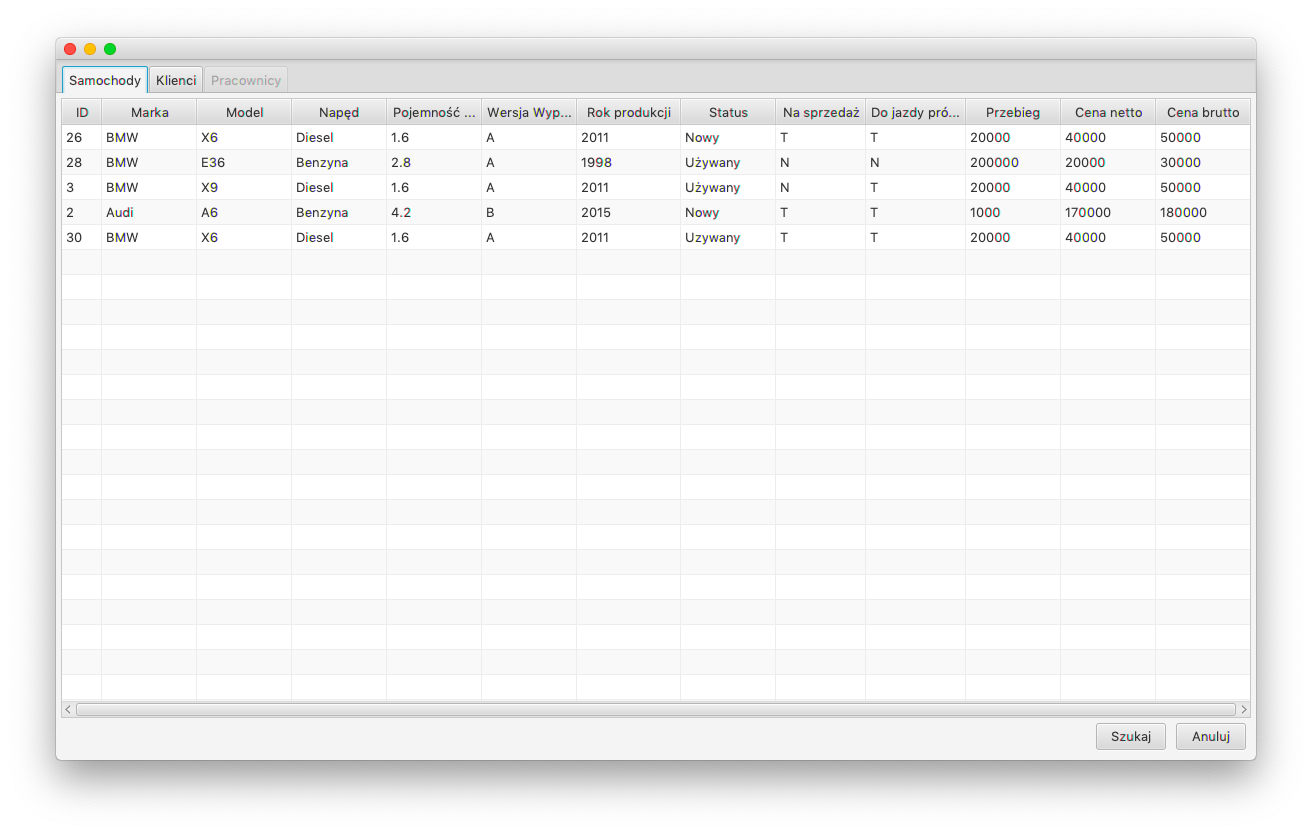 Samochody Klienci Pracownicy
ID Marka Model Napęd Pojemność ... Wersja Wyp... Rok produkcji Status Na sprzedaż Do jazdy pró... Przebieg Cena netto Cena brutto
26 BMW X6 Diesel 1.6 A 2011 Nowy T T 20000 40000 50000
28 BMW E36 Benzyna 2.8 A 1998 Używany N N 200000 20000 30000
3 BMW X9 Diesel 1.6 A 2011 Używany N T 20000 40000 50000
2 Audi A6 Benzyna 4.2 B 2015 Nowy T T 1000 170000 180000
30 BMW X6 Diesel 1.6 A 2011 Uzywany T T 20000 40000 50000
Szukaj Anuluj